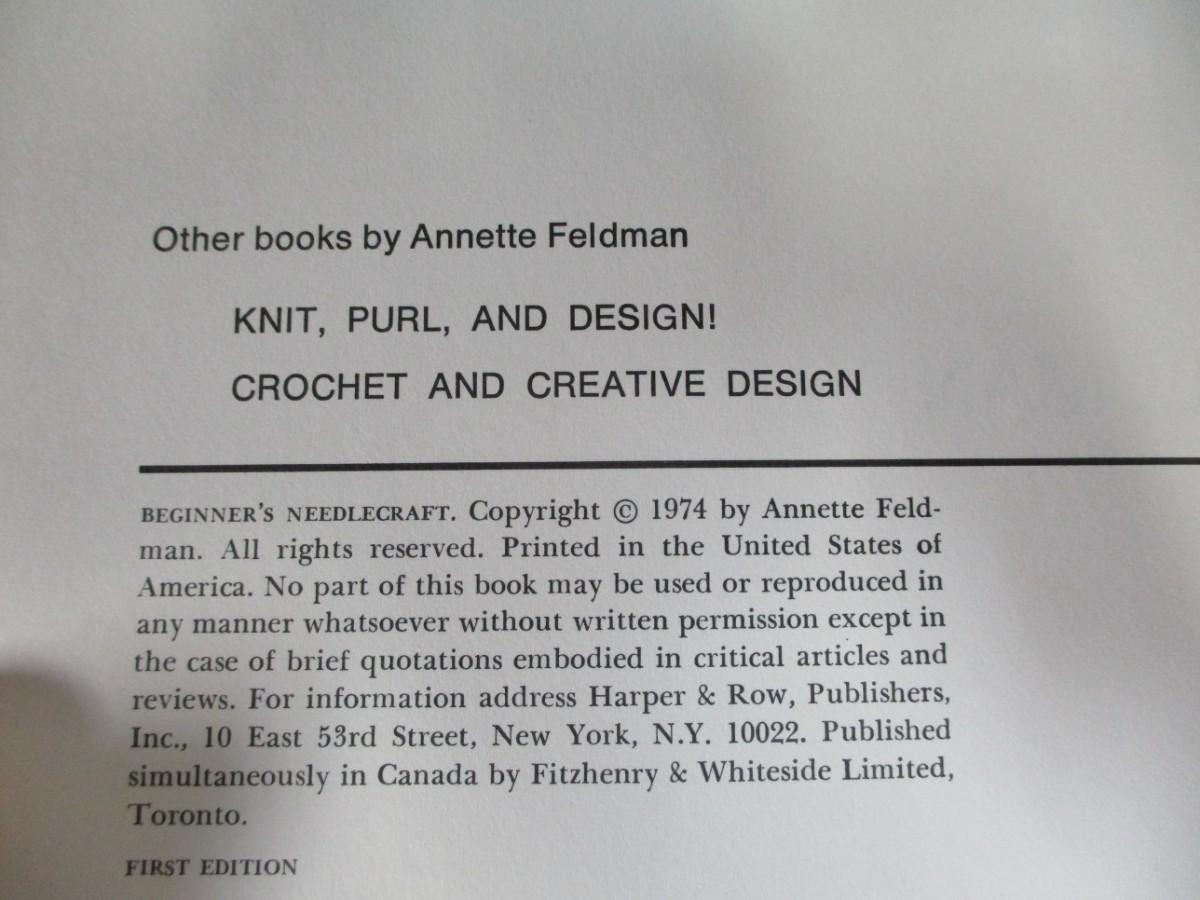 Other books by Annette Feldman
KNIT, PURL, AND DESIGN!
CROCHET AND CREATIVE DESIGN
BEGINNER'S NEEDLECRAFT. Copyright © 1974 by Annette Feld-
man. All rights reserved. Printed in the United States of
America. No part of this book may be used or reproduced in
any manner whatsoever without written permission except in
the case of brief quotations embodied in critical articles and
reviews. For information address Harper & Row, Publishers,
Inc., 10 East 53rd Street, New York, N.Y. 10022. Published
simultaneously in Canada by Fitzhenry & Whiteside Limited,
Toronto.
FIRST EDITION